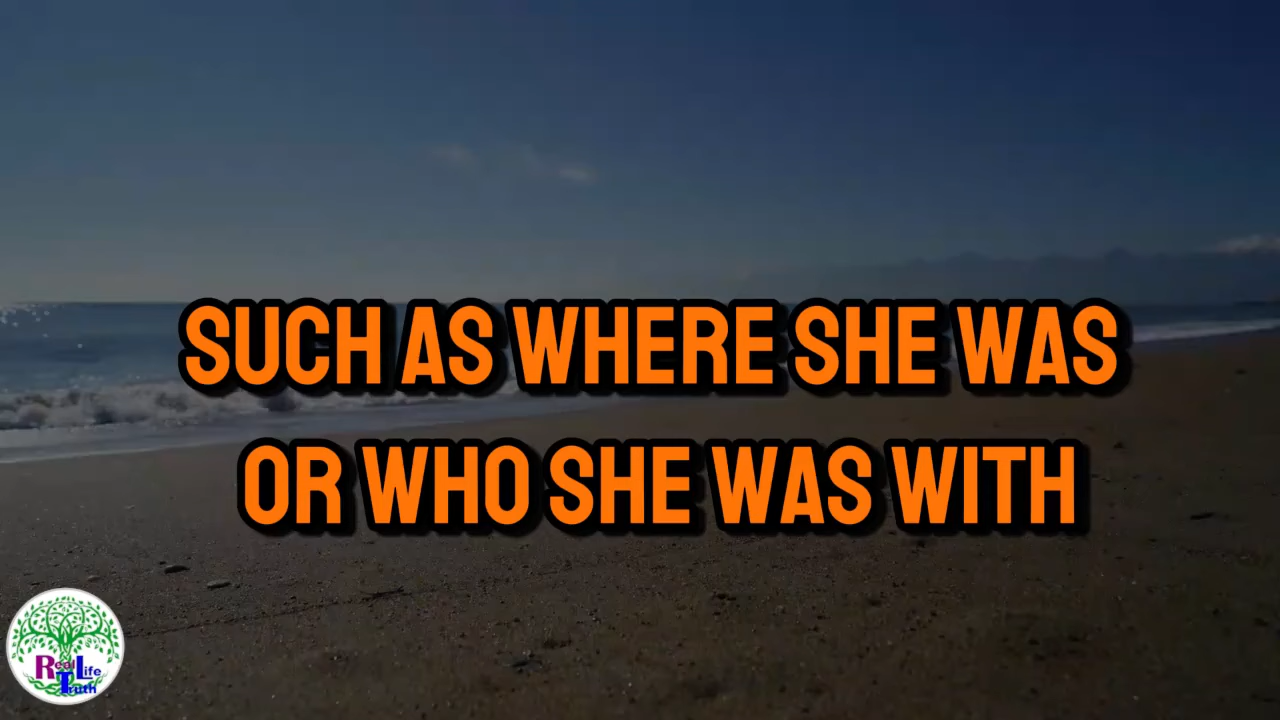 SUCH AS WHERE SHE WAS
OR WHO SHE WAS WITH
Real
Life
Truth